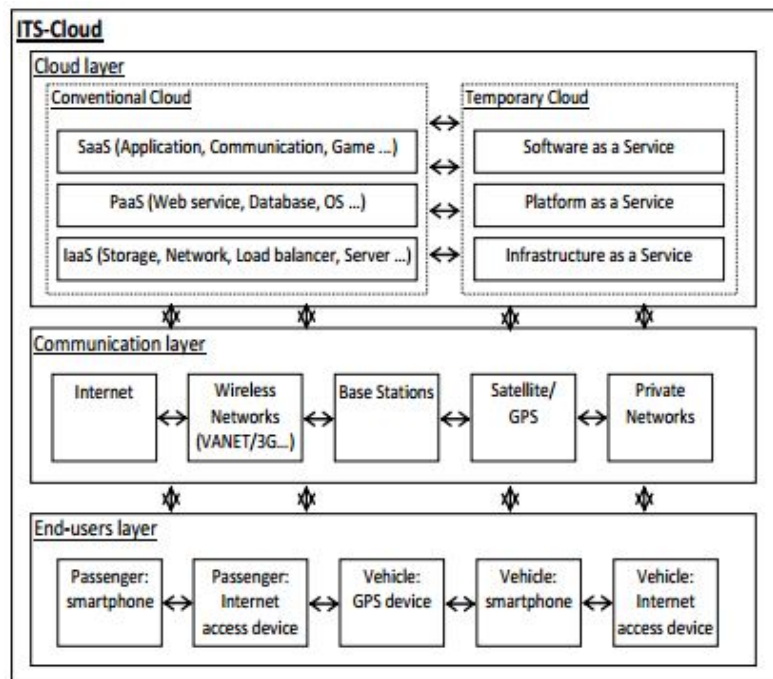 ITS-Cloud
Cloud layer
Conventional Cloud
SaaS (Application, Communication, Game ...)
PaaS (Web service, Database, OS ...)
IaaS (Storage, Network, Load balancer, Server ...)
Temporary Cloud
Software as a Service
Platform as a Service
Infrastructure as a Service
Communication layer
Internet
Wireless
Networks
(VANET/3G...)
Base Stations
Satellite/
GPS
Private
Networks
End-users layer
Passenger:
smartphone
Passenger:
Internet
access device
Vehicle:
GPS device
Vehicle:
smartphone
Vehicle:
Internet
access device